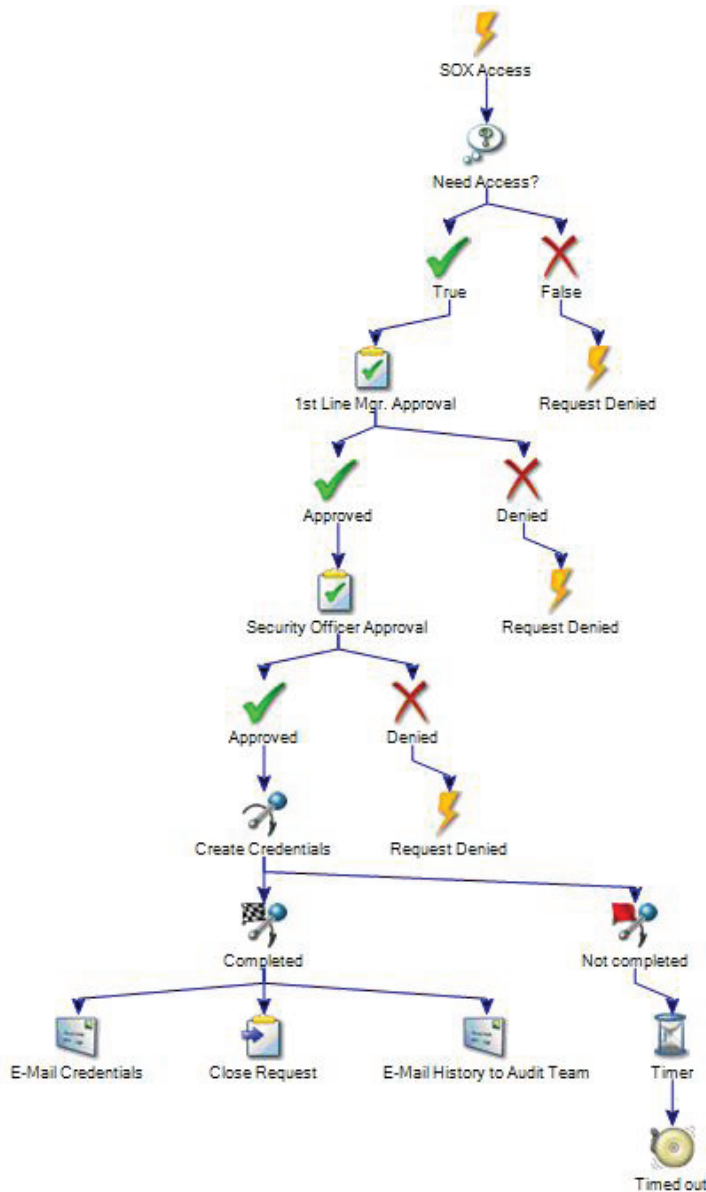 SOX Access
Need Access?
True
False
1st Line Mgr. Approval
Request Denied
Approved
Denied
Security Officer Approval
Request Denied
Approved
Denied
Create Credentials
Request Denied
Completed
Not completed
E-Mail Credentials
Close Request
E-Mail History to Audit Team
Timer
Timed out